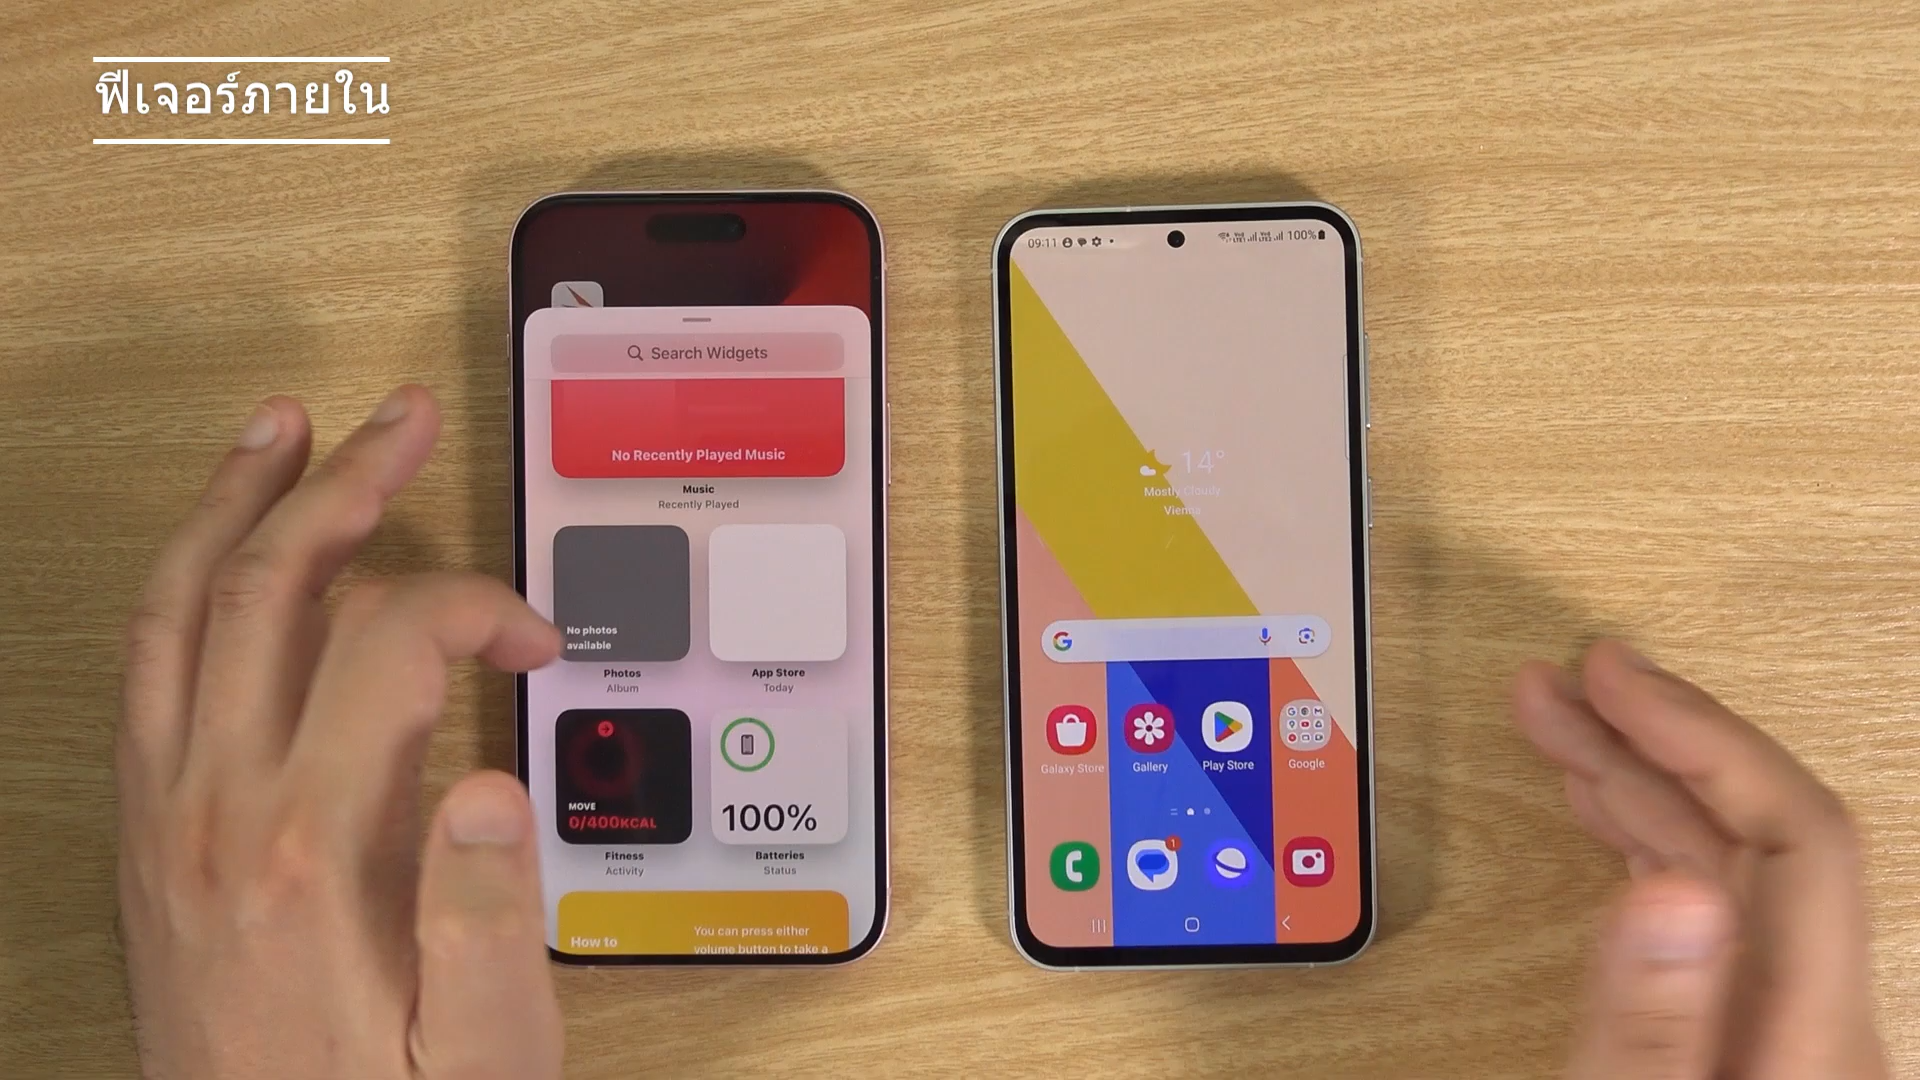 ฟีเจอร์ภายใน
Search Widgets
No Recently Played Music
Music
Recently Played
No photos
available
Photos
Album
App Store
Today
MOVE
0/400KCAL
Fitness
Activity
100%
Batteries
Status
How to
You can press either
volume button to take a
09:11
100%
14°
Mostly Cloudy
Vienna
Galaxy Store
Gallery
Play Store
Google
1